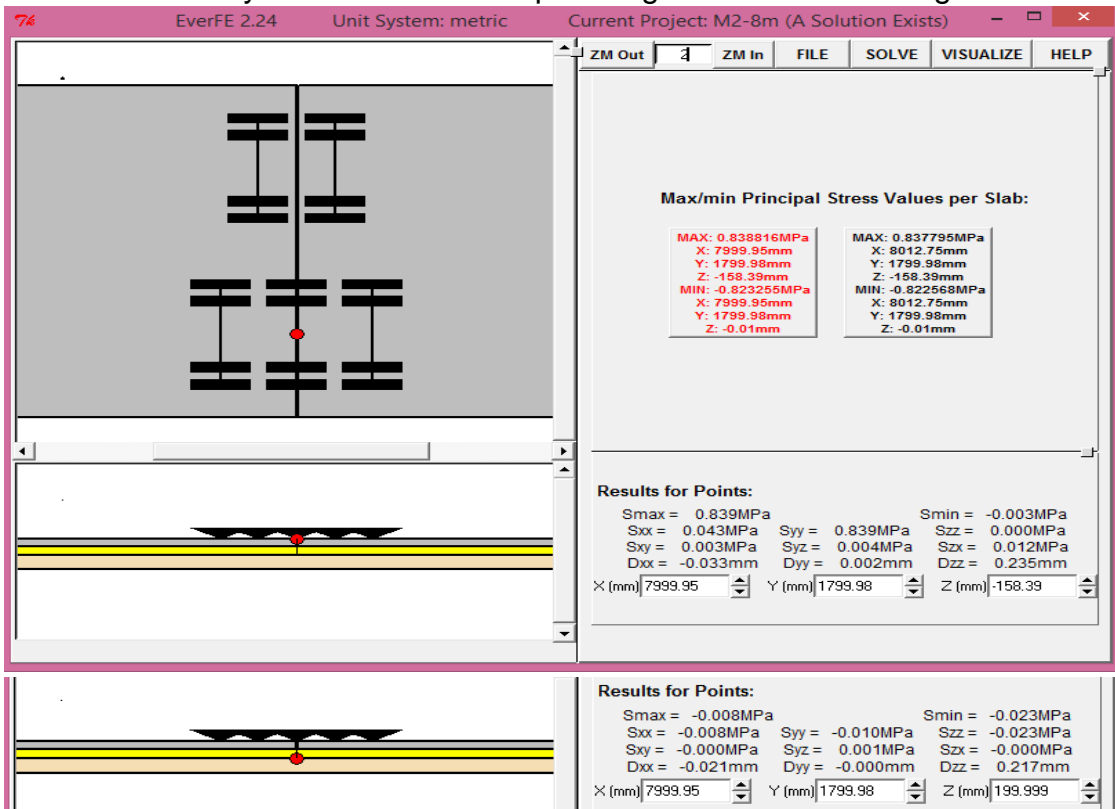 EverFE 2.24 Unit System: metric Current Project: M2-8m (A Solution Exists)
ZM Out ZM In FILE SOLVE VISUALIZE HELP
Max/min Principal Stress Values per Slab:
MAX: 0.838816MPa
X: 7999.95mm
Y: 1799.98mm
Z: -158.39mm
MIN: -0.823255MPa
X: 7999.95mm
Y: 1799.98mm
Z: -0.01mm
MAX: 0.837795MPa
X: 8012.75mm
Y: 1799.98mm
Z: -158.39mm
MIN: -0.822568MPa
X: 8012.75mm
Y: 1799.98mm
Z: -0.01mm
Results for Points:
Smax = 0.839MPa Smin = -0.003MPa
Sxx = 0.043MPa Syy = 0.839MPa Szz = 0.000MPa
Sxy = 0.003MPa Syz = 0.004MPa Szx = 0.012MPa
Dxx = -0.033mm Dyy = 0.002mm Dzz = 0.235mm
X (mm) 7999.95 Y (mm) 1799.98 Z (mm) -158.39
Results for Points:
Smax = -0.008MPa Smin = -0.023MPa
Sxx = -0.008MPa Syy = -0.010MPa Szz = -0.023MPa
Sxy = -0.000MPa Syz = 0.001MPa Szx = -0.000MPa
Dxx = -0.021mm Dyy = -0.000mm Dzz = 0.217mm
X (mm) 7999.95 Y (mm) 1799.98 Z (mm) 199.999